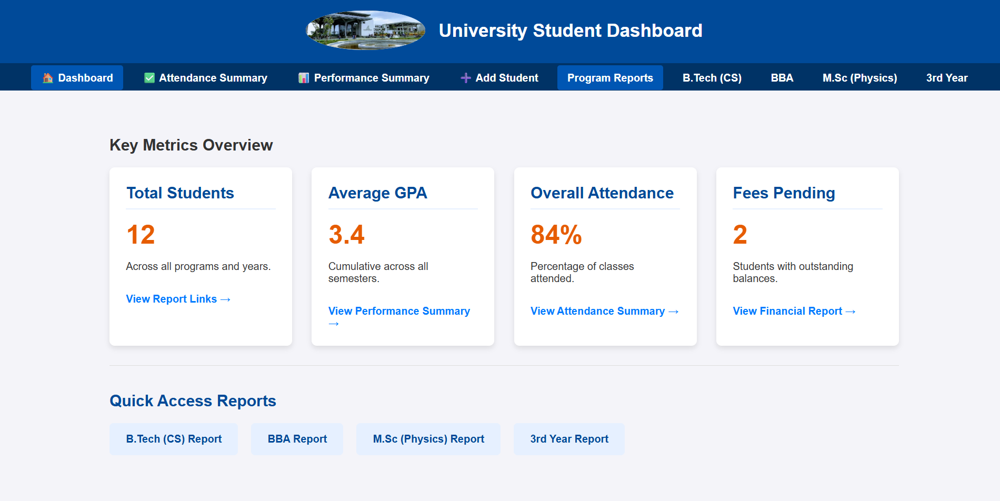 University Student Dashboard
Dashboard
Attendance Summary
Performance Summary
Add Student
Program Reports
B.Tech (CS)
BBA
M.Sc (Physics)
3rd Year
Key Metrics Overview
Total Students
12
Across all programs and years.
View Report Links →
Average GPA
3.4
Cumulative across all
semesters.
View Performance Summary
→
Overall Attendance
84%
Percentage of classes
attended.
View Attendance Summary →
Fees Pending
2
Students with outstanding
balances.
View Financial Report →
Quick Access Reports
B.Tech (CS) Report
BBA Report
M.Sc (Physics) Report
3rd Year Report